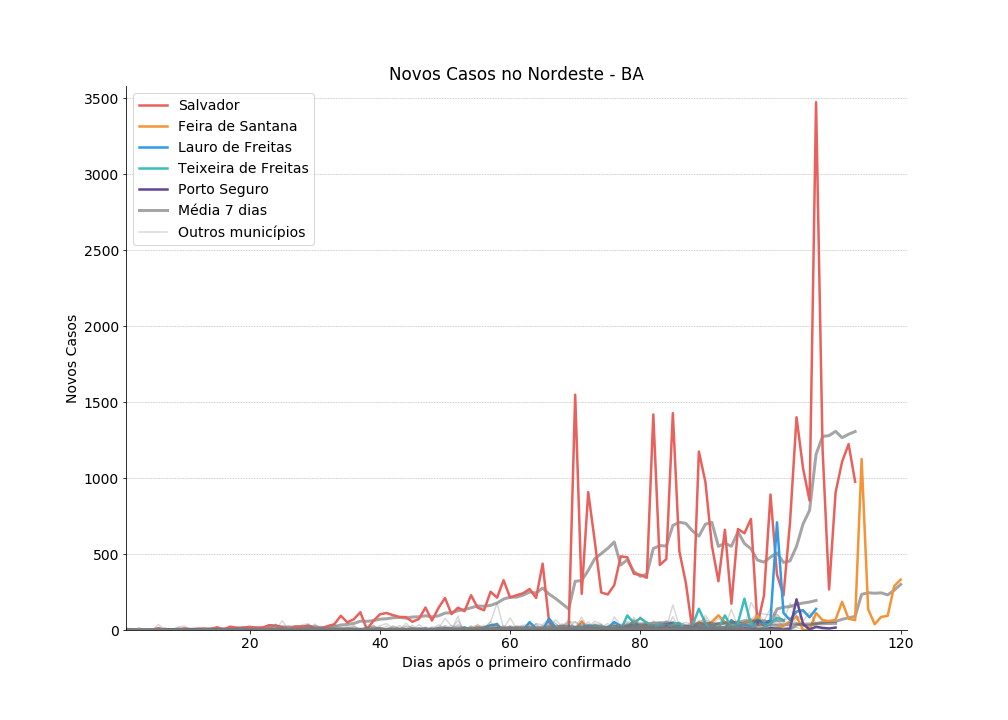 Novos Casos no Nordeste - BA
Salvador
Feira de Santana
Lauro de Freitas
Teixeira de Freitas
Porto Seguro
Média 7 dias
Outros municípios
3500
3000
2500
2000
1500
1000
500
0
Novos Casos
20
40
60
80
100
120
Dias após o primeiro confirmado